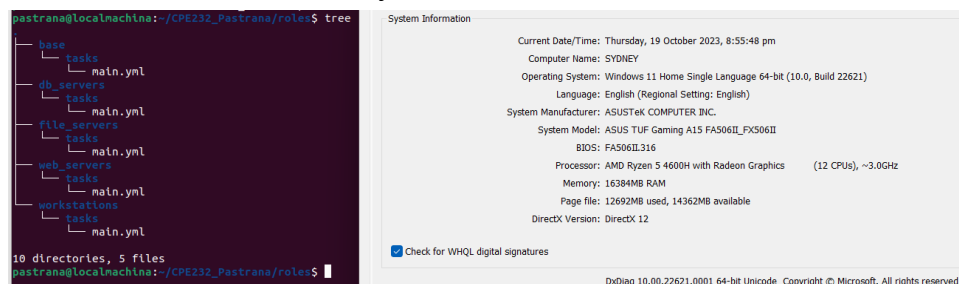 pastrana@localmachina:~/CPE232_Pastrana/roles$ tree
.
├── base
│   └── tasks
│       └── main.yml
├── db_servers
│   └── tasks
│       └── main.yml
├── file_servers
│   └── tasks
│       └── main.yml
├── web_servers
│   └── tasks
│       └── main.yml
└── workstations
    └── tasks
        └── main.yml
10 directories, 5 files
pastrana@localmachina:~/CPE232_Pastrana/roles$
System Information
Current Date/Time: Thursday, 19 October 2023, 8:55:48 pm
Computer Name: SYDNEY
Operating System: Windows 11 Home Single Language 64-bit (10.0, Build 22621)
Language: English (Regional Setting: English)
System Manufacturer: ASUSTeK COMPUTER INC.
System Model: ASUS TUF Gaming A15 FA506II_FX506II
BIOS: FA506II.316
Processor: AMD Ryzen 5 4600H with Radeon Graphics (12 CPUs), ~3.0GHz
Memory: 16384MB RAM
Page file: 12692MB used, 14362MB available
DirectX Version: DirectX 12
Check for WHQL digital signatures
DxDiag 10.00.22621.0001 64-bit Unicode Copyright © Microsoft. All rights reserved